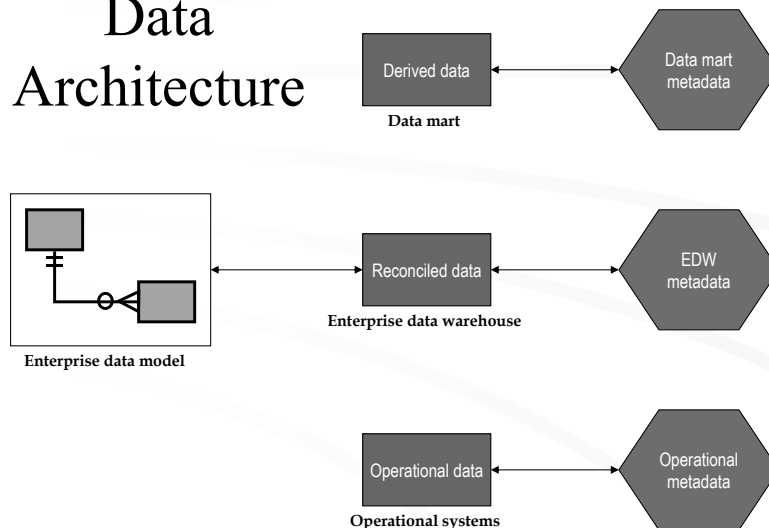 Data
Architecture
Derived data
Data mart
metadata
Data mart
Reconciled data
EDW
metadata
Enterprise data warehouse
Enterprise data model
Operational data
Operational
metadata
Operational systems